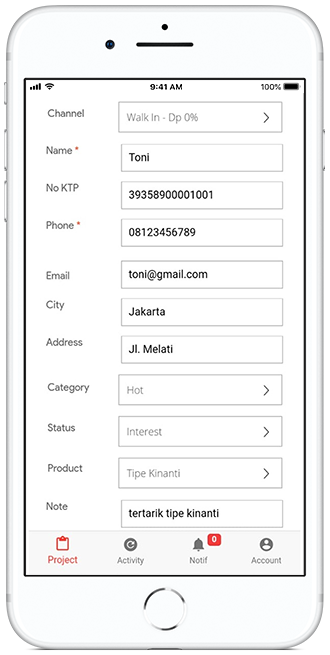 9:41 AM 100%
Channel Walk In - Dp 0%
Name * Toni
No KTP 39358900001001
Phone * 08123456789
Email toni@gmail.com
City Jakarta
Address Jl. Melati
Category Hot
Status Interest
Product Tipe Kinanti
Note tertarik tipe kinanti
0
Project Activity Notif Account